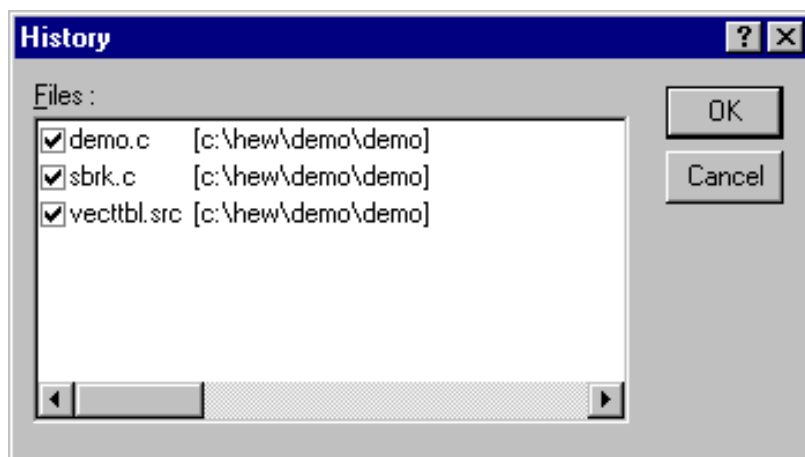 History
Files :
demo.c [c:\hew\demo\demo]
sbrk.c [c:\hew\demo\demo]
vecttbl.src [c:\hew\demo\demo]
OK
Cancel